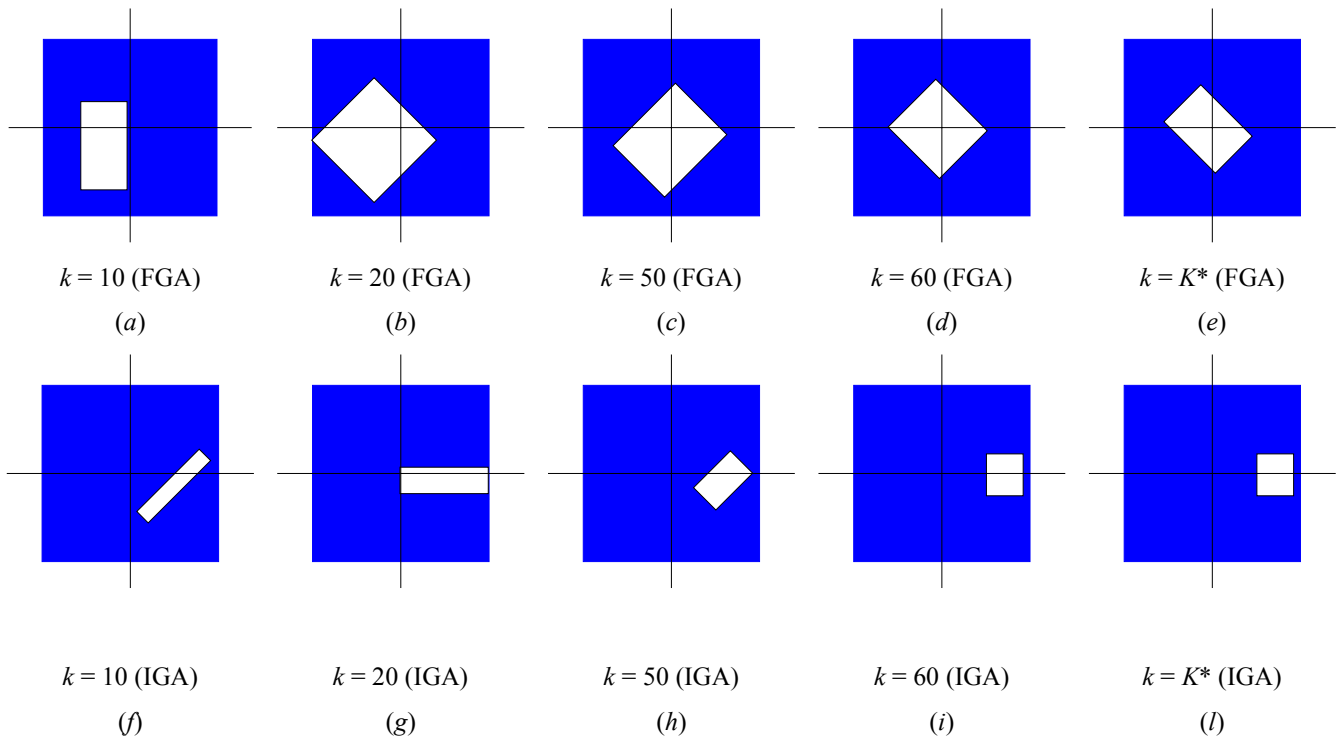 k = 10 (FGA) k = 20 (FGA) k = 50 (FGA) k = 60 (FGA) k = K* (FGA)
(a) (b) (c) (d) (e)
k = 10 (IGA) k = 20 (IGA) k = 50 (IGA) k = 60 (IGA) k = K* (IGA)
(f) (g) (h) (i) (l)